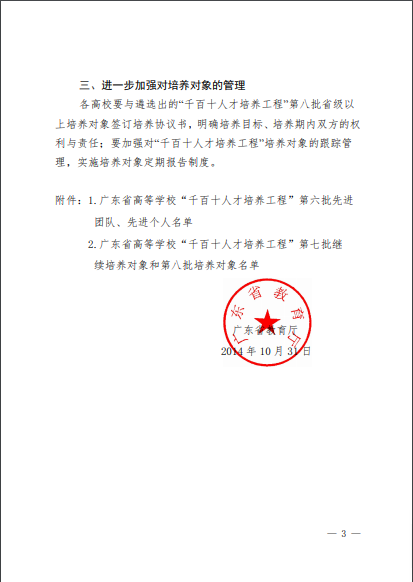 三、进一步加强对培养对象的管理
各高校要与遴选出的“千百十人才培养工程”第八批省级以
上培养对象签订培养协议书，明确培养目标、培养期内双方的权
利与责任；要加强对“千百十人才培养工程”培养对象的跟踪管
理，实施培养对象定期报告制度。
附件：1.广东省高等学校“千百十人才培养工程”第六批先进
团队、先进个人名单
2.广东省高等学校“千百十人才培养工程”第七批继
续培养对象和第八批培养对象名单
广东省教育厅
广东省教育厅
2014 年 10 月 31 日
— 3 —